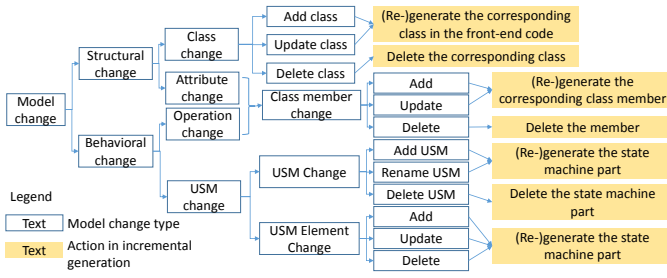 Add class
(Re-)generate the corresponding
class in the front-end code
Class
change
Update class
Structural
change
Delete class
Delete the corresponding class
Attribute
change
Add
(Re-)generate the
corresponding class member
Class member
change
Update
Model
change
Operation
change
Delete
Delete the member
Behavioral
change
Add USM
(Re-)generate the state
machine part
USM Change
Rename USM
USM
change
Delete USM
Delete the state machine
part
Legend
Text
Model change type
Add
USM Element
Change
Update
(Re-)generate the state
machine part
Text
Action in incremental
generation
Delete